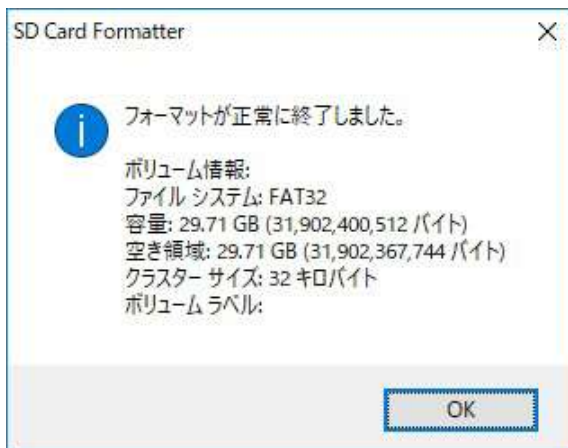 SD Card Formatter
フォーマットが正常に終了しました。
ボリューム情報:
ファイル システム: FAT32
容量: 29.71 GB (31,902,400,512 バイト)
空き領域: 29.71 GB (31,902,367,744 バイト)
クラスター サイズ: 32 キロバイト
ボリューム ラベル:
OK